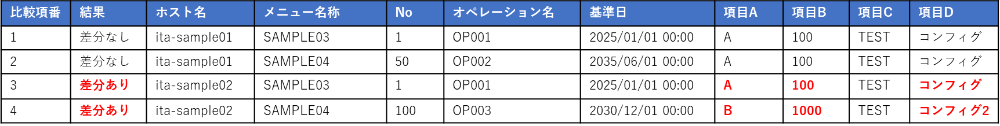 比較項番 結果 ホスト名 メニュー名称 No オペレーション名 基準日 項目A 項目B 項目C 項目D
1 差分なし ita-sample01 SAMPLE03 1 OP001 2025/01/01 00:00 A 100 TEST コンフィグ
2 差分なし ita-sample01 SAMPLE04 50 OP002 2035/06/01 00:00 A 100 TEST コンフィグ
3 差分あり ita-sample02 SAMPLE03 1 OP001 2025/01/01 00:00 A 100 TEST コンフィグ
4 差分あり ita-sample02 SAMPLE04 100 OP003 2030/12/01 00:00 B 1000 TEST コンフィグ2